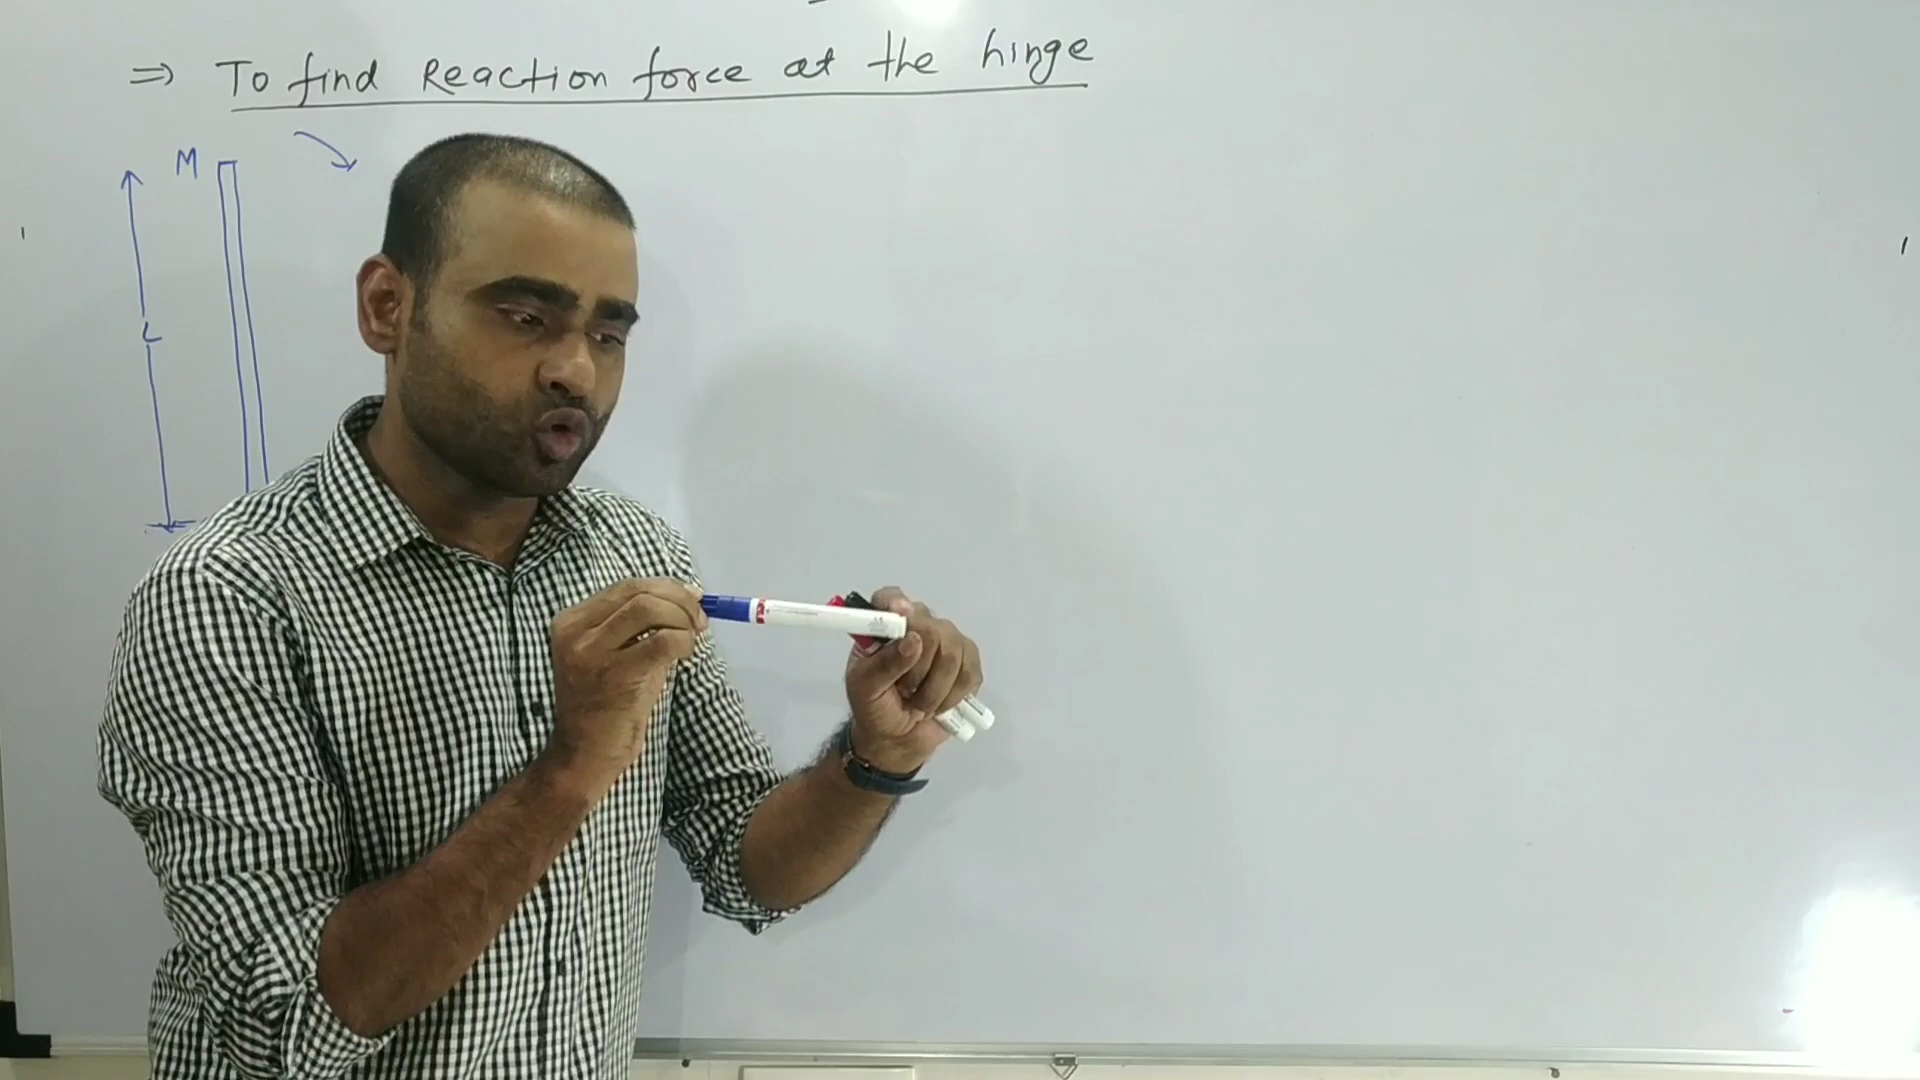 ⇒ To find Reaction force at the hinge
M
L